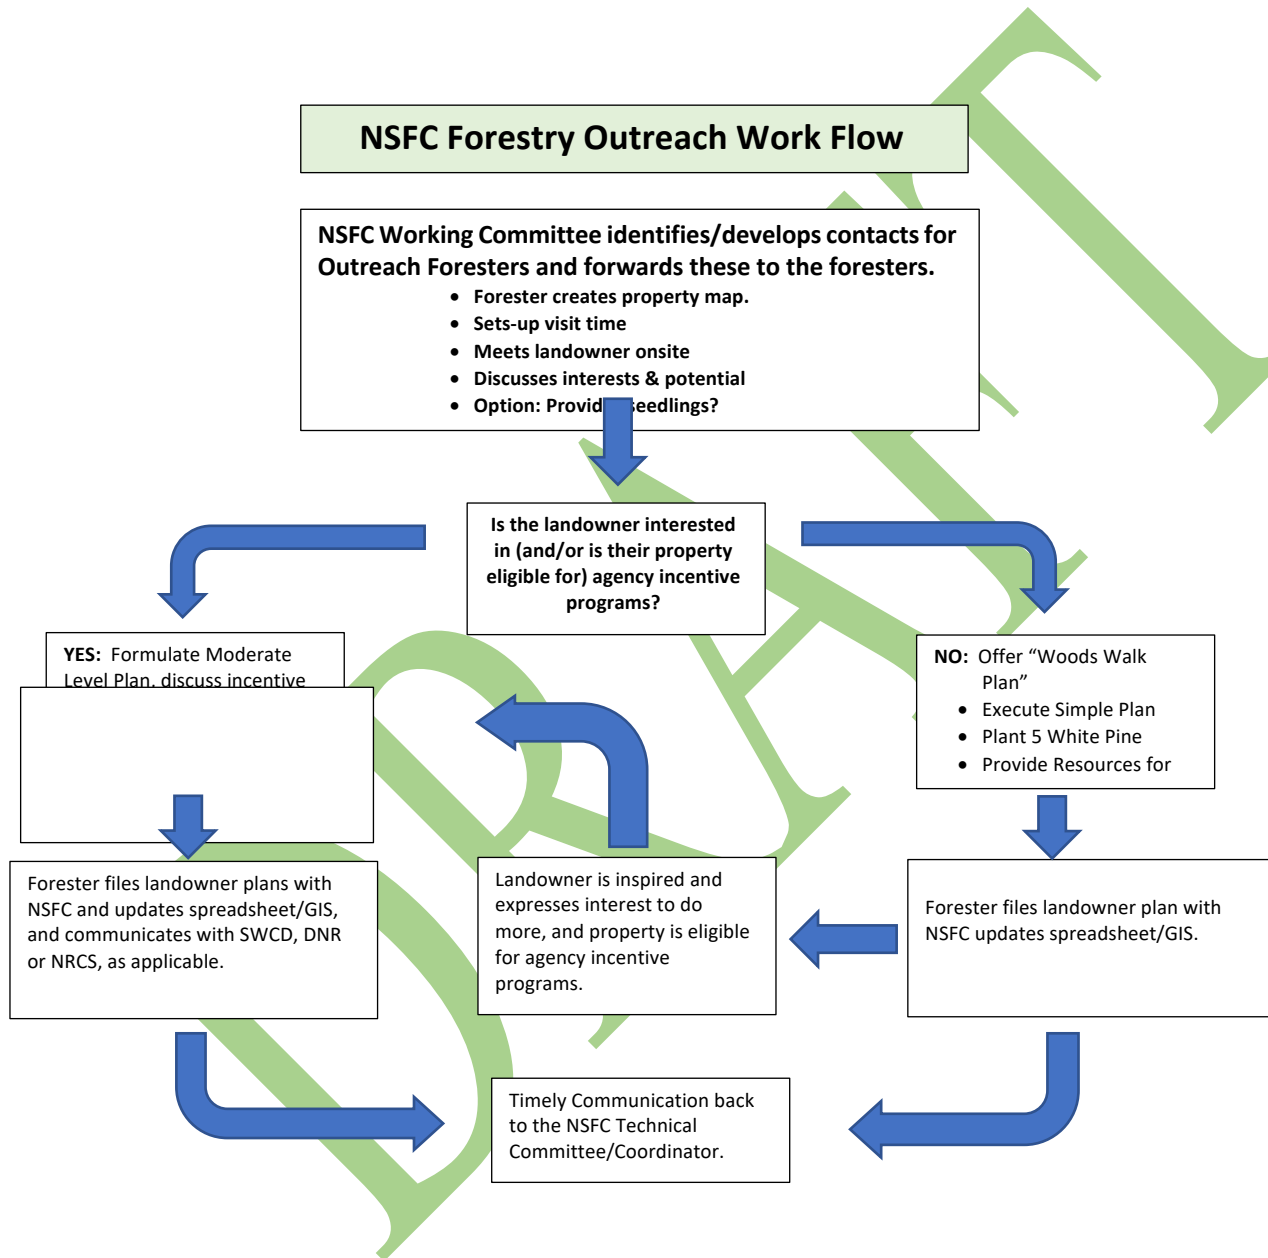 NSFC Forestry Outreach Work Flow
NSFC Working Committee identifies/develops contacts for
Outreach Foresters and forwards these to the foresters.
• Forester creates property map.
• Sets-up visit time
• Meets landowner onsite
• Discusses interests & potential
• Option: Provid seedlings?
Is the landowner interested
in (and/or is their property
eligible for) agency incentive
programs?
YES: Formulate Moderate
Level Plan, discuss incentive
NO: Offer “Woods Walk
Plan”
• Execute Simple Plan
• Plant 5 White Pine
• Provide Resources for
Forester files landowner plans with
NSFC and updates spreadsheet/GIS,
and communicates with SWCD, DNR
or NRCS, as applicable.
Landowner is inspired and
expresses interest to do
more, and property is eligible
for agency incentive
programs.
Forester files landowner plan with
NSFC updates spreadsheet/GIS.
Timely Communication back
to the NSFC Technical
Committee/Coordinator.
DRAFT